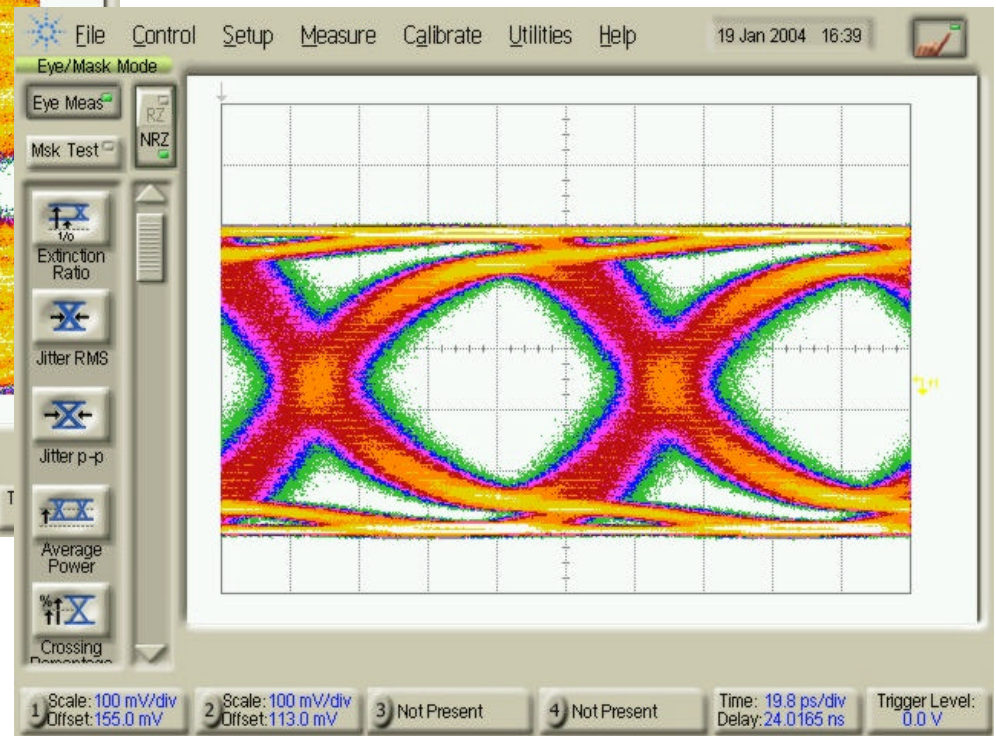 File Control Setup Measure Calibrate Utilities Help 19 Jan 2004 16:39
Eye/Mask Mode
Eye Meas
RZ
NRZ
Msk Test
1/0
Extinction
Ratio
Jitter RMS
Jitter p-p
T
Average
Power
%
Crossing
Percentage
1 Scale: 100 mV/div
Offset: 155.0 mV
2 Scale: 100 mV/div
Offset: 113.0 mV
3 Not Present
4 Not Present
Time: 19.8 ps/div
Delay: 24.0165 ns
Trigger Level:
0.0 V